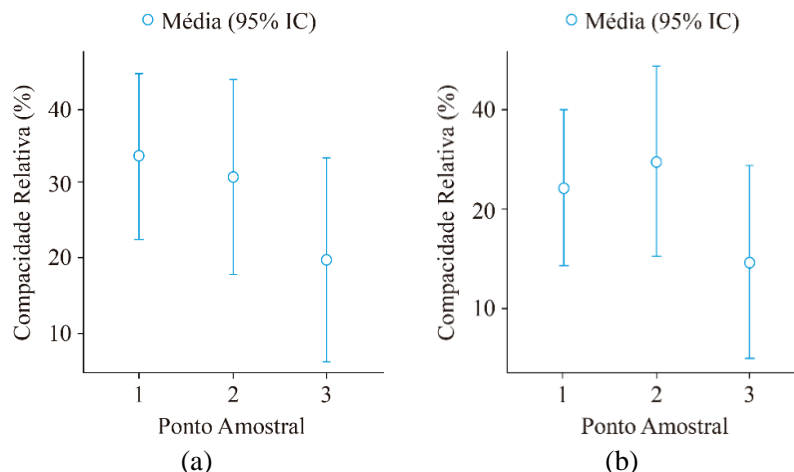 Média (95% IC)
Compacidade Relativa (%)
40
30
20
10
1 2 3
Ponto Amostral
(a)
Média (95% IC)
Compacidade Relativa (%)
40
20
10
1 2 3
Ponto Amostral
(b)